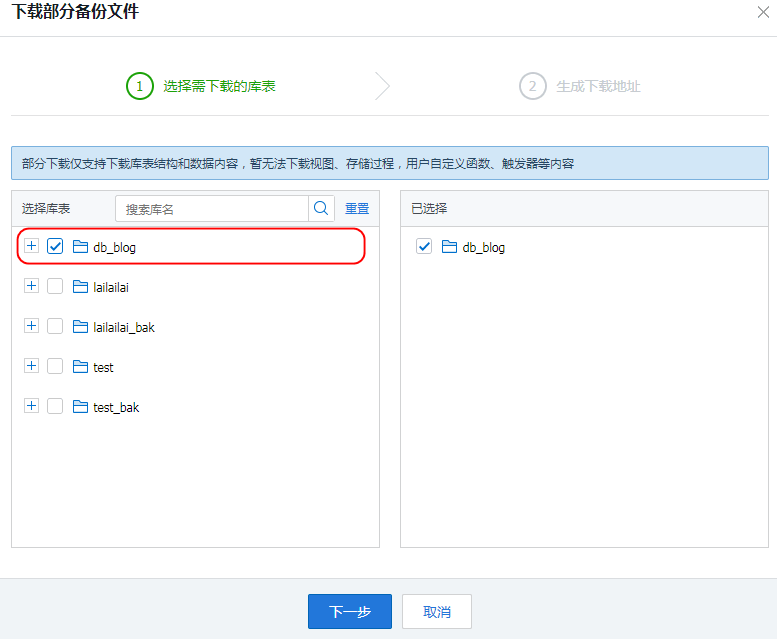 下载部分备份文件
1 选择需下载的库表
2 生成下载地址
部分下载仅支持下载库表结构和数据内容，暂无法下载视图、存储过程，用户自定义函数、触发器等内容
选择库表 搜索库名 重置
db_blog
lailailai
lailailai_bak
test
test_bak
已选择
db_blog
下一步 取消